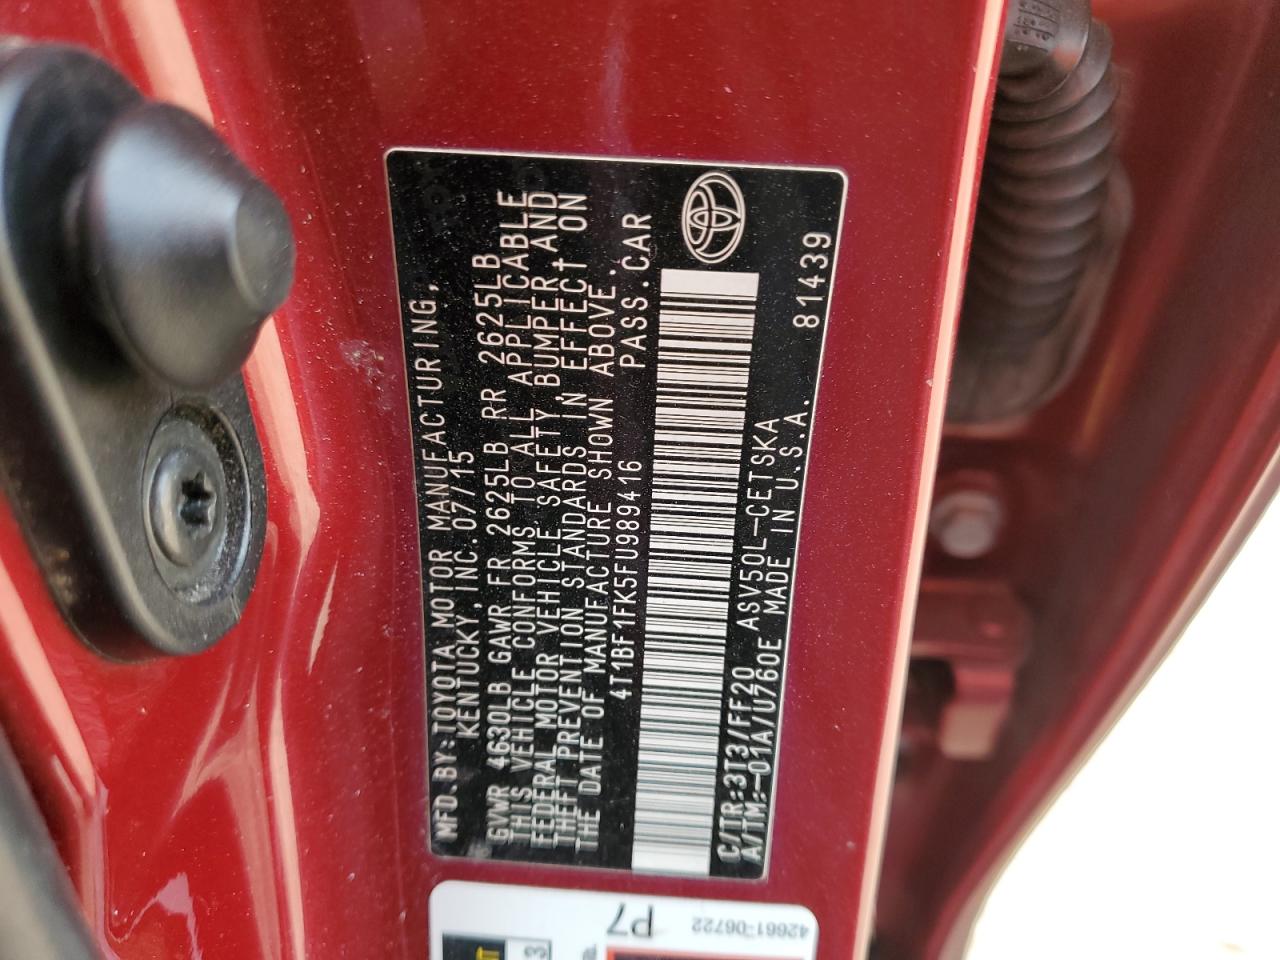 MFD.BY:TOYOTA MOTOR MANUFACTURING,
KENTUCKY,INC.07/15
GVWR 4630LB GAWR FR 2625LB RR 2625LB
THIS VEHICLE CONFORMS TO ALL APPLICABLE
FEDERAL MOTOR VEHICLE SAFETY,BUMPER,AND
THEFT PREVENTION STANDARDS IN EFFECT ON
THE DATE OF MANUFACTURE SHOWN ABOVE.
4T1BF1FK5FU989416 PASS.CAR
C/TR:3T3/FF20 ASV50L-CETSKA 81439
A/TM:-01A/U760E MADE IN U.S.A.
P7
42661-06722
3